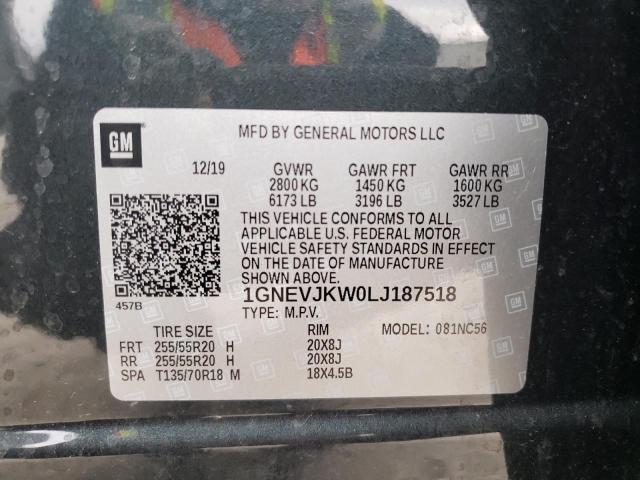 GM
MFD BY GENERAL MOTORS LLC
12/19 GVWR GAWR FRT GAWR RR
2800 KG 1450 KG 1600 KG
6173 LB 3196 LB 3527 LB
THIS VEHICLE CONFORMS TO ALL
APPLICABLE U.S. FEDERAL MOTOR
VEHICLE SAFETY STANDARDS IN EFFECT
ON THE DATE OF MANUFACTURE
SHOWN ABOVE.
457B 1GNEVJKW0LJ187518
TYPE: M.P.V.
TIRE SIZE RIM MODEL: 081NC56
FRT 255/55R20 H 20X8J
RR 255/55R20 H 20X8J
SPA T135/70R18 M 18X4.5B